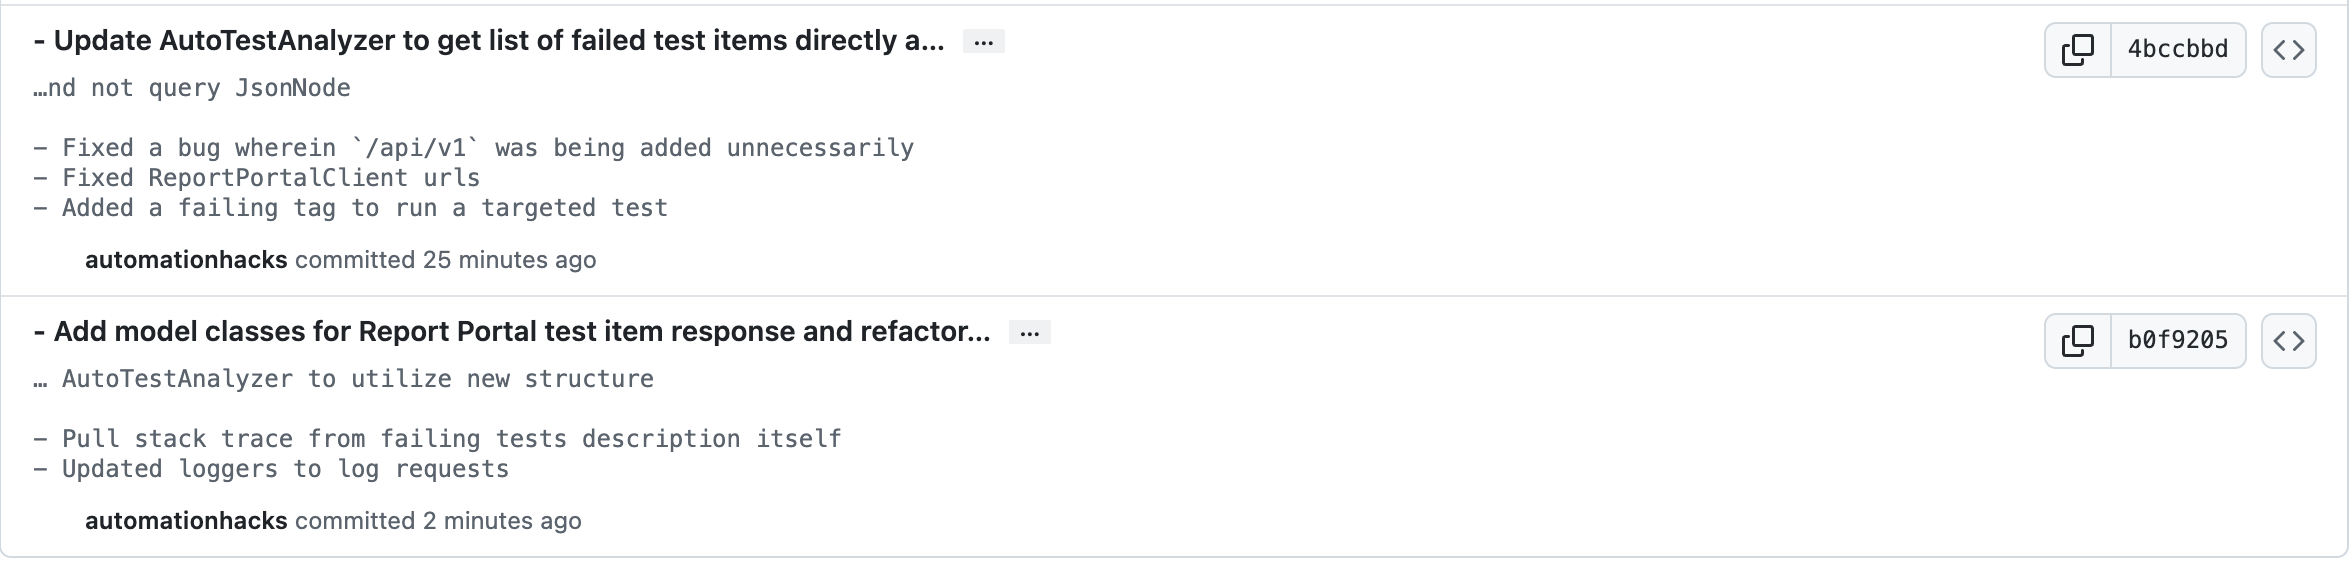 - Update AutoTestAnalyzer to get list of failed test items directly a... ...
4bccbbd
…nd not query JsonNode
– Fixed a bug wherein `/api/v1` was being added unnecessarily
– Fixed ReportPortalClient urls
– Added a failing tag to run a targeted test
automationhacks committed 25 minutes ago
- Add model classes for Report Portal test item response and refactor... ...
b0f9205
… AutoTestAnalyzer to utilize new structure
– Pull stack trace from failing tests description itself
– Updated loggers to log requests
automationhacks committed 2 minutes ago